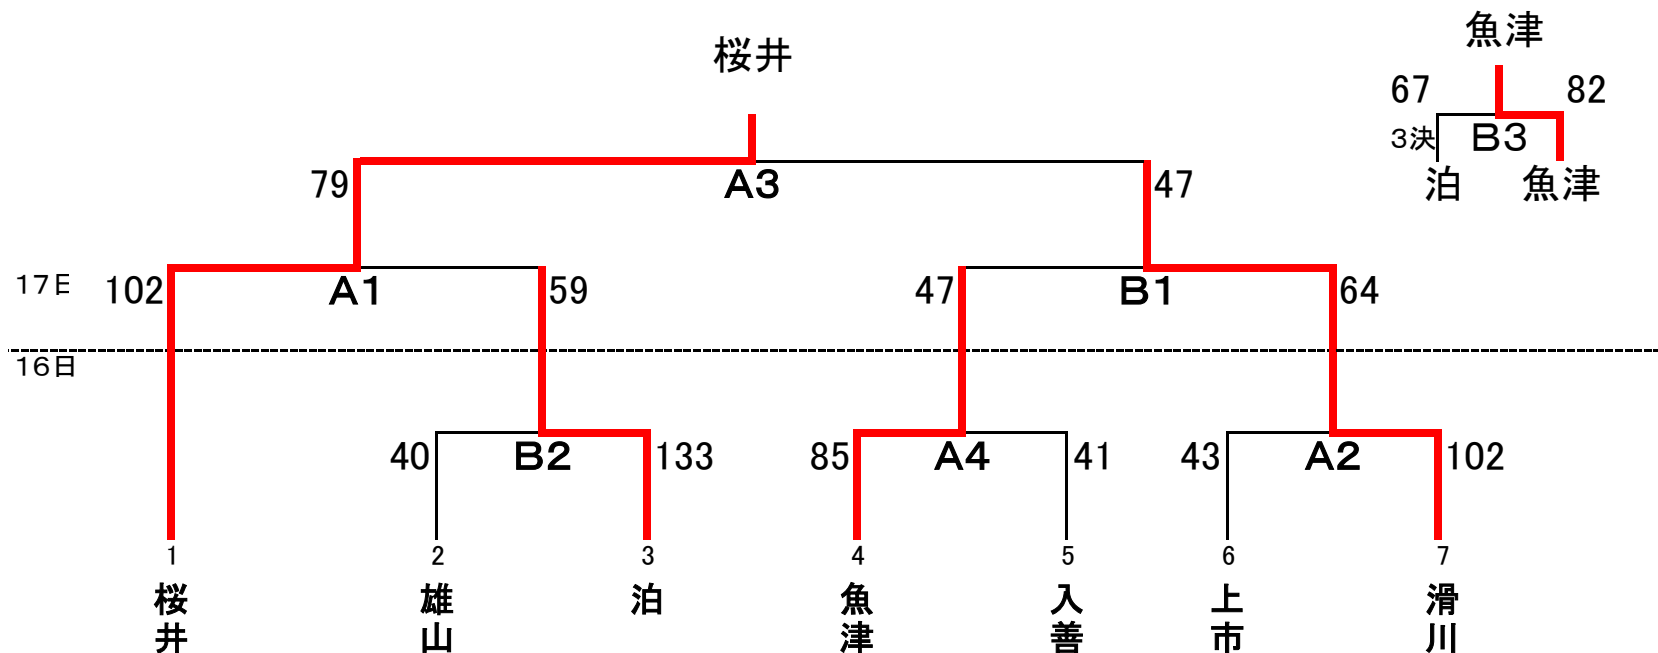 魚津
桜井
67 82
3決 B3
泊 魚津
79 A3 47
17日 102 A1 59 47 B1 64
16日
40 B2 133 85 A4 41 43 A2 102
1 2 3 4 5 6 7
桜井 雄山 泊 魚津 入善 上市 滑川